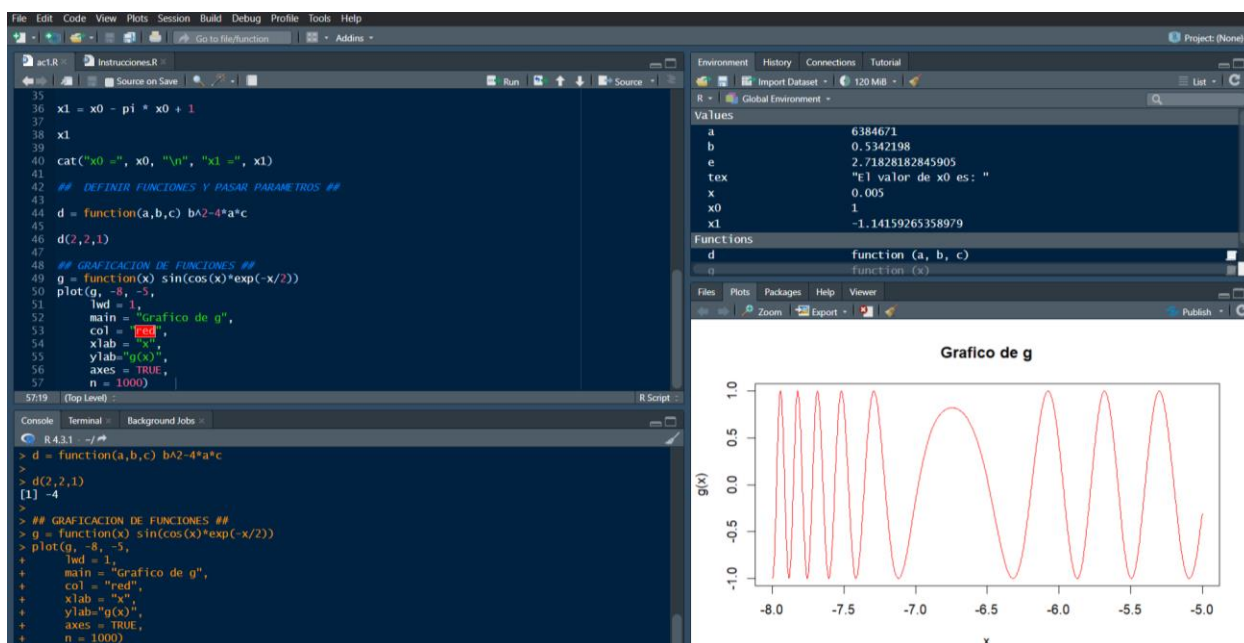 File Edit Code View Plots Session Build Debug Profile Tools Help
Go to file/function Addins Project: (None)
ac1.R Instrucciones.R
Source on Save Run Source
35
36 x1 = x0 - pi * x0 + 1
37
38 x1
39
40 cat("x0 =", x0, "\n", "x1 =", x1)
41
42 ## DEFINIR FUNCIONES Y PASAR PARAMETROS ##
43
44 d = function(a,b,c) b^2-4*a*c
45
46 d(2,2,1)
47
48 ## GRAFICACION DE FUNCIONES ##
49 g = function(x) sin(cos(x)*exp(-x/2))
50 plot(g, -8, -5,
51 lwd = 1,
52 main = "Grafico de g",
53 col = "red",
54 xlab = "x",
55 ylab="g(x)",
56 axes = TRUE,
57 n = 1000)
57:19 (Top Level) R Script
Console Terminal Background Jobs
R 4.3.1 · ~/
> d = function(a,b,c) b^2-4*a*c
>
> d(2,2,1)
[1] -4
>
> ## GRAFICACION DE FUNCIONES ##
> g = function(x) sin(cos(x)*exp(-x/2))
> plot(g, -8, -5,
+ lwd = 1,
+ main = "Grafico de g",
+ col = "red",
+ xlab = "x",
+ ylab="g(x)",
+ axes = TRUE,
+ n = 1000)
Environment History Connections Tutorial
Import Dataset 120 MiB List
R Global Environment
Values
a 6384671
b 0.5342198
e 2.71828182845905
tex "El valor de x0 es: "
x 0.005
x0 1
x1 -1.14159265358979
Functions
d function (a, b, c)
g function (x)
Files Plots Packages Help Viewer
Zoom Export Publish
Grafico de g
g(x)
1.0
0.5
0.0
-0.5
-1.0
-8.0 -7.5 -7.0 -6.5 -6.0 -5.5 -5.0
x